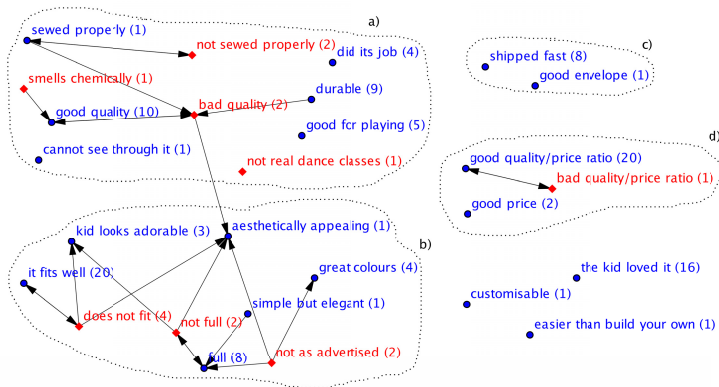 a)
sewed properly (1)
not sewed properly (2)
did its job (4)
smells chemically (1)
durable (9)
good quality (10)
bad quality (2)
good for playing (5)
cannot see through it (1)
not real dance classes (1)
c)
shipped fast (8)
good envelope (1)
d)
good quality/price ratio (20)
bad quality/price ratio (1)
good price (2)
b)
kid looks adorable (3)
aesthetically appealing (1)
it fits well (20)
great colours (4)
does not fit (4)
not full (2)
simple but elegant (1)
full (8)
not as advertised (2)
the kid loved it (16)
customisable (1)
easier than build your own (1)